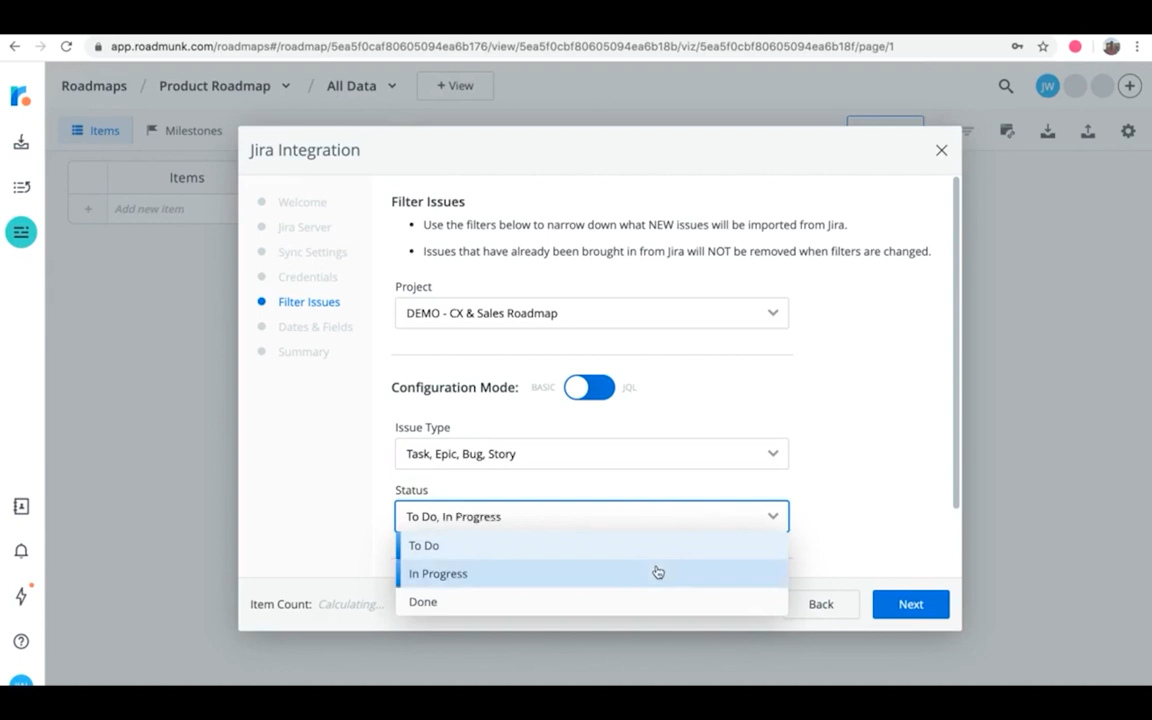 app.roadmunk.com/roadmaps#/roadmap/5ea5f0caf80605094ea6b176/view/5ea5f0cbf80605094ea6b18b/viz/5ea5f0cbf80605094ea6b18f/page/1
Roadmaps / Product Roadmap / All Data + View
JW
Items Milestones
Jira Integration
Items
+ Add new item
Welcome
Jira Server
Sync Settings
Credentials
Filter Issues
Dates & Fields
Summary
Filter Issues
• Use the filters below to narrow down what NEW issues will be imported from Jira.
• Issues that have already been brought in from Jira will NOT be removed when filters are changed.
Project
DEMO - CX & Sales Roadmap
Configuration Mode: BASIC JQL
Issue Type
Task, Epic, Bug, Story
Status
To Do, In Progress
To Do
In Progress
Done
Item Count: Calculating...
Back
Next